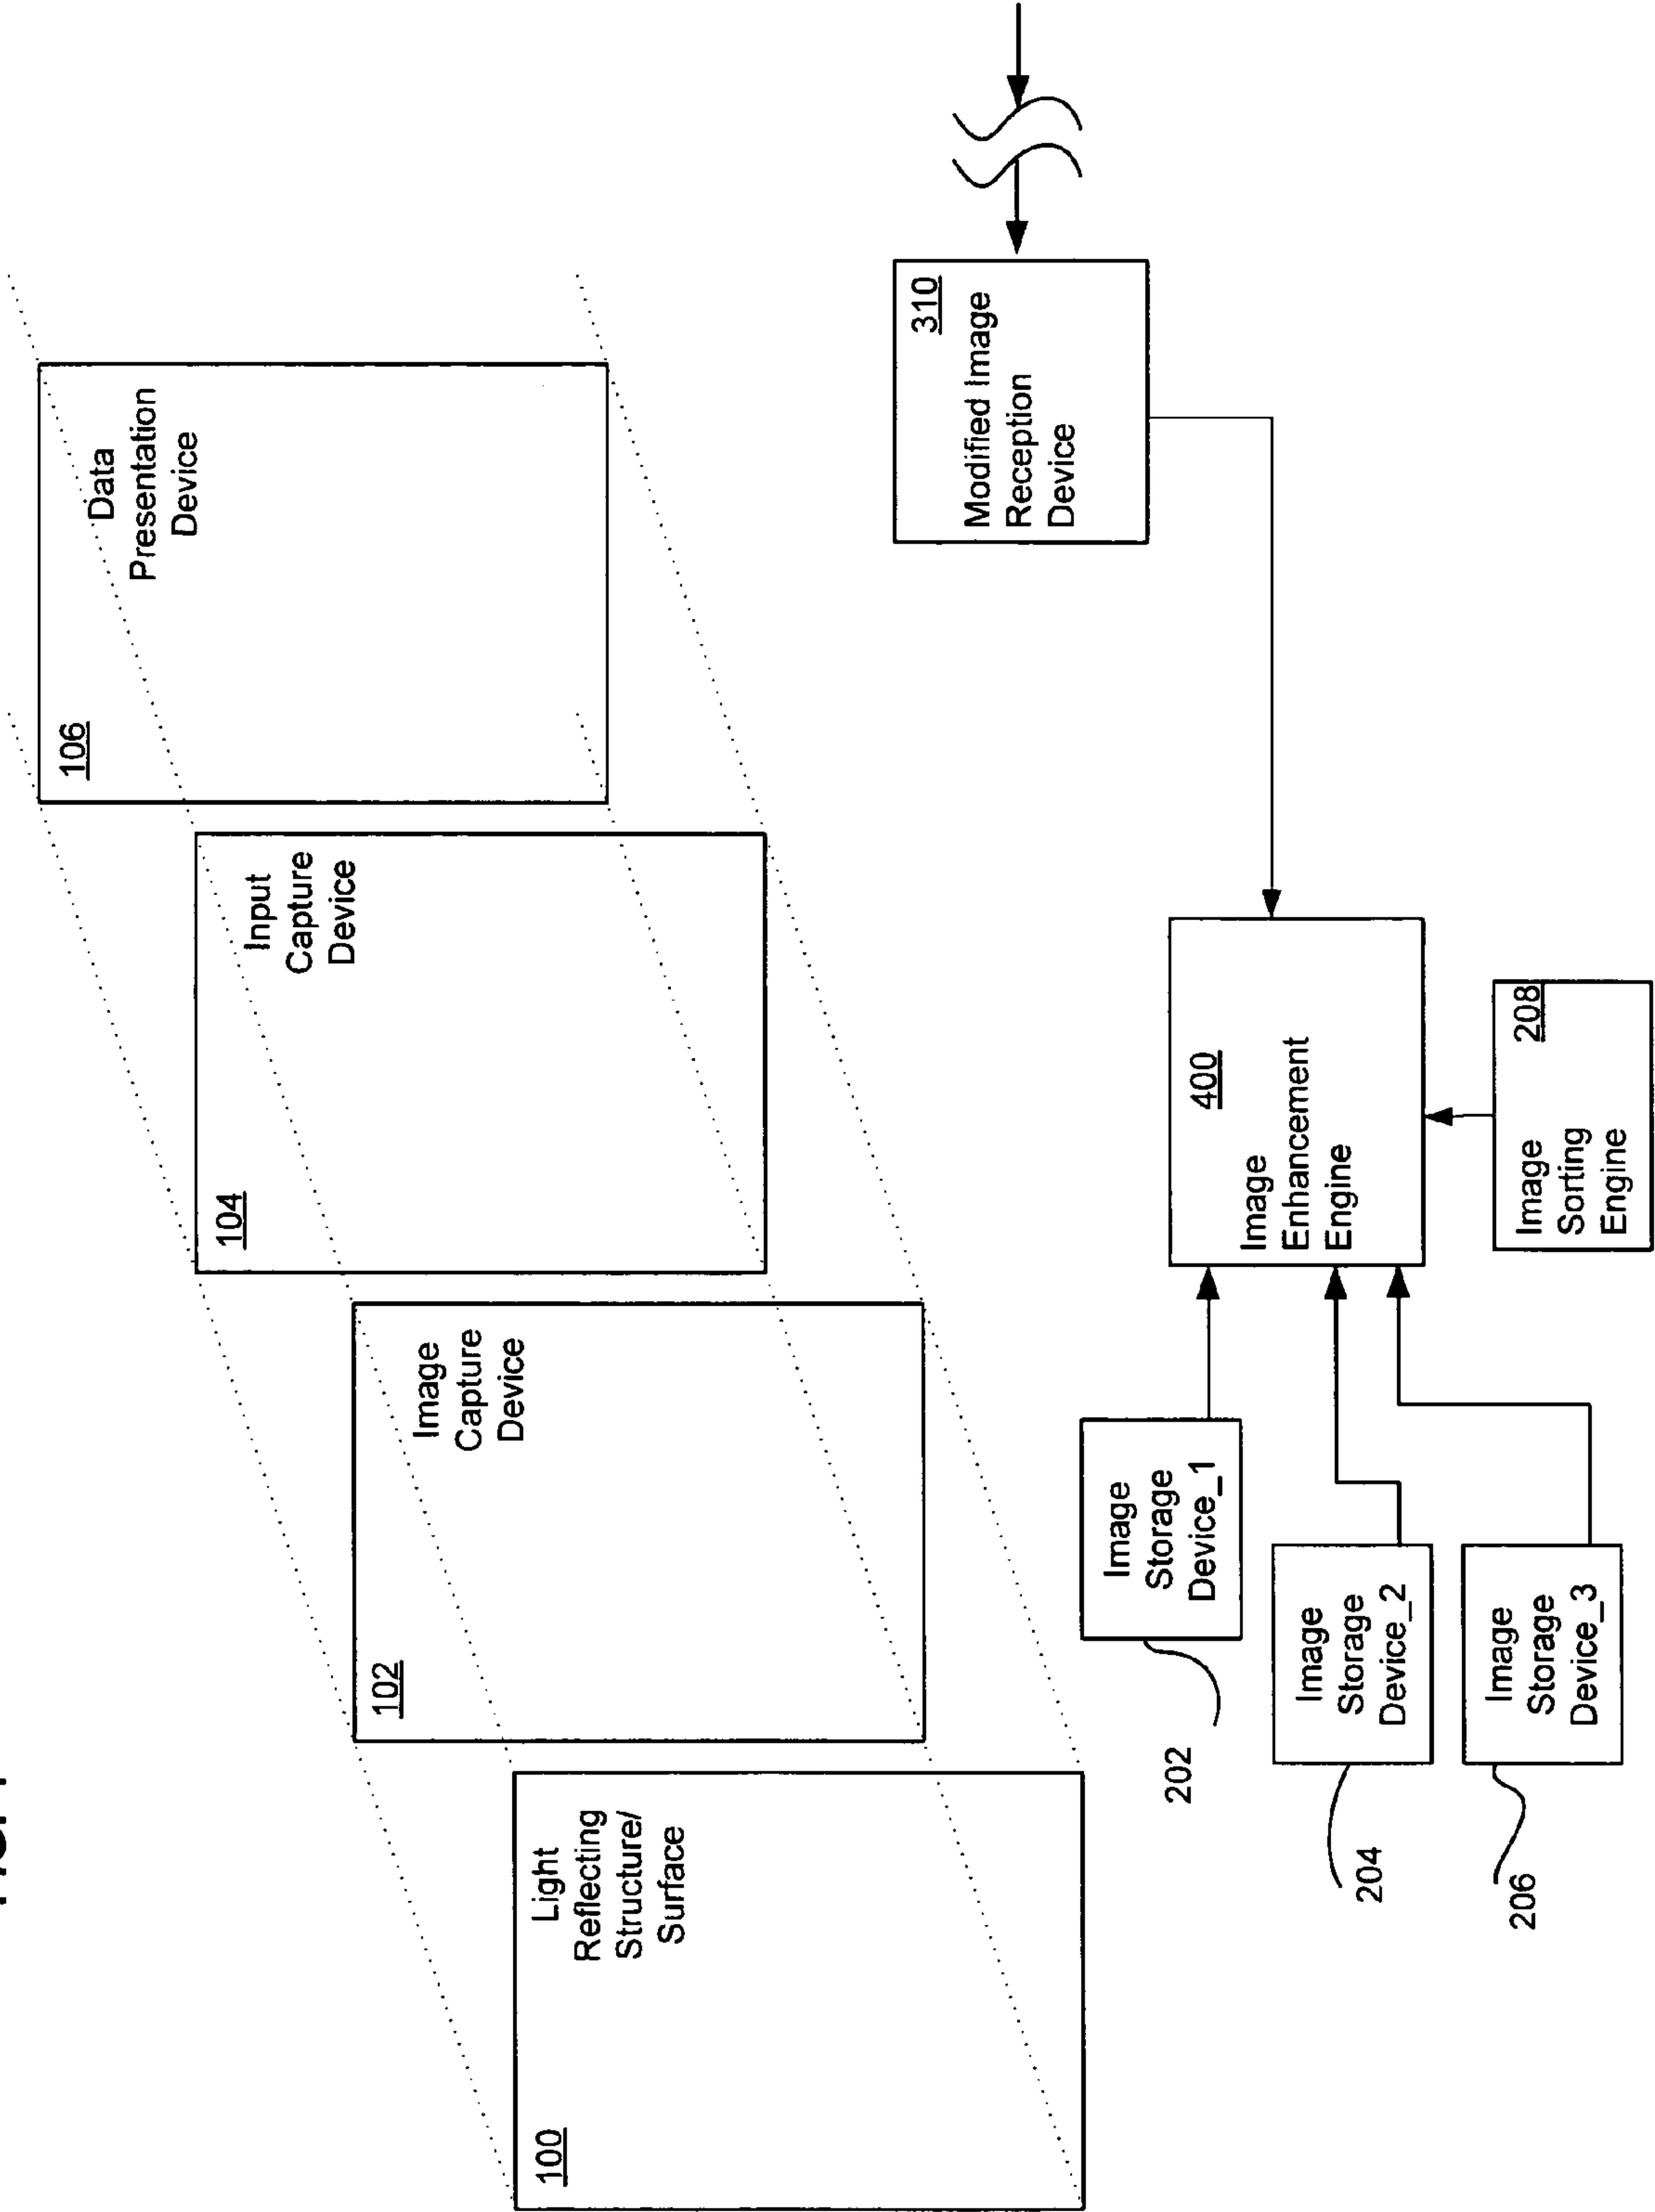 106
Data
Presentation
Device
104
Input
Capture
Device
102
Image
Capture
Device
100
Light
Reflecting
Structure/
Surface
310
Modified Image
Reception
Device
Image
Storage
Device_1
202
400
Image
Enhancement
Engine
Image
Storage
Device_2
204
Image
Storage
Device_3
206
208
Image
Sorting
Engine